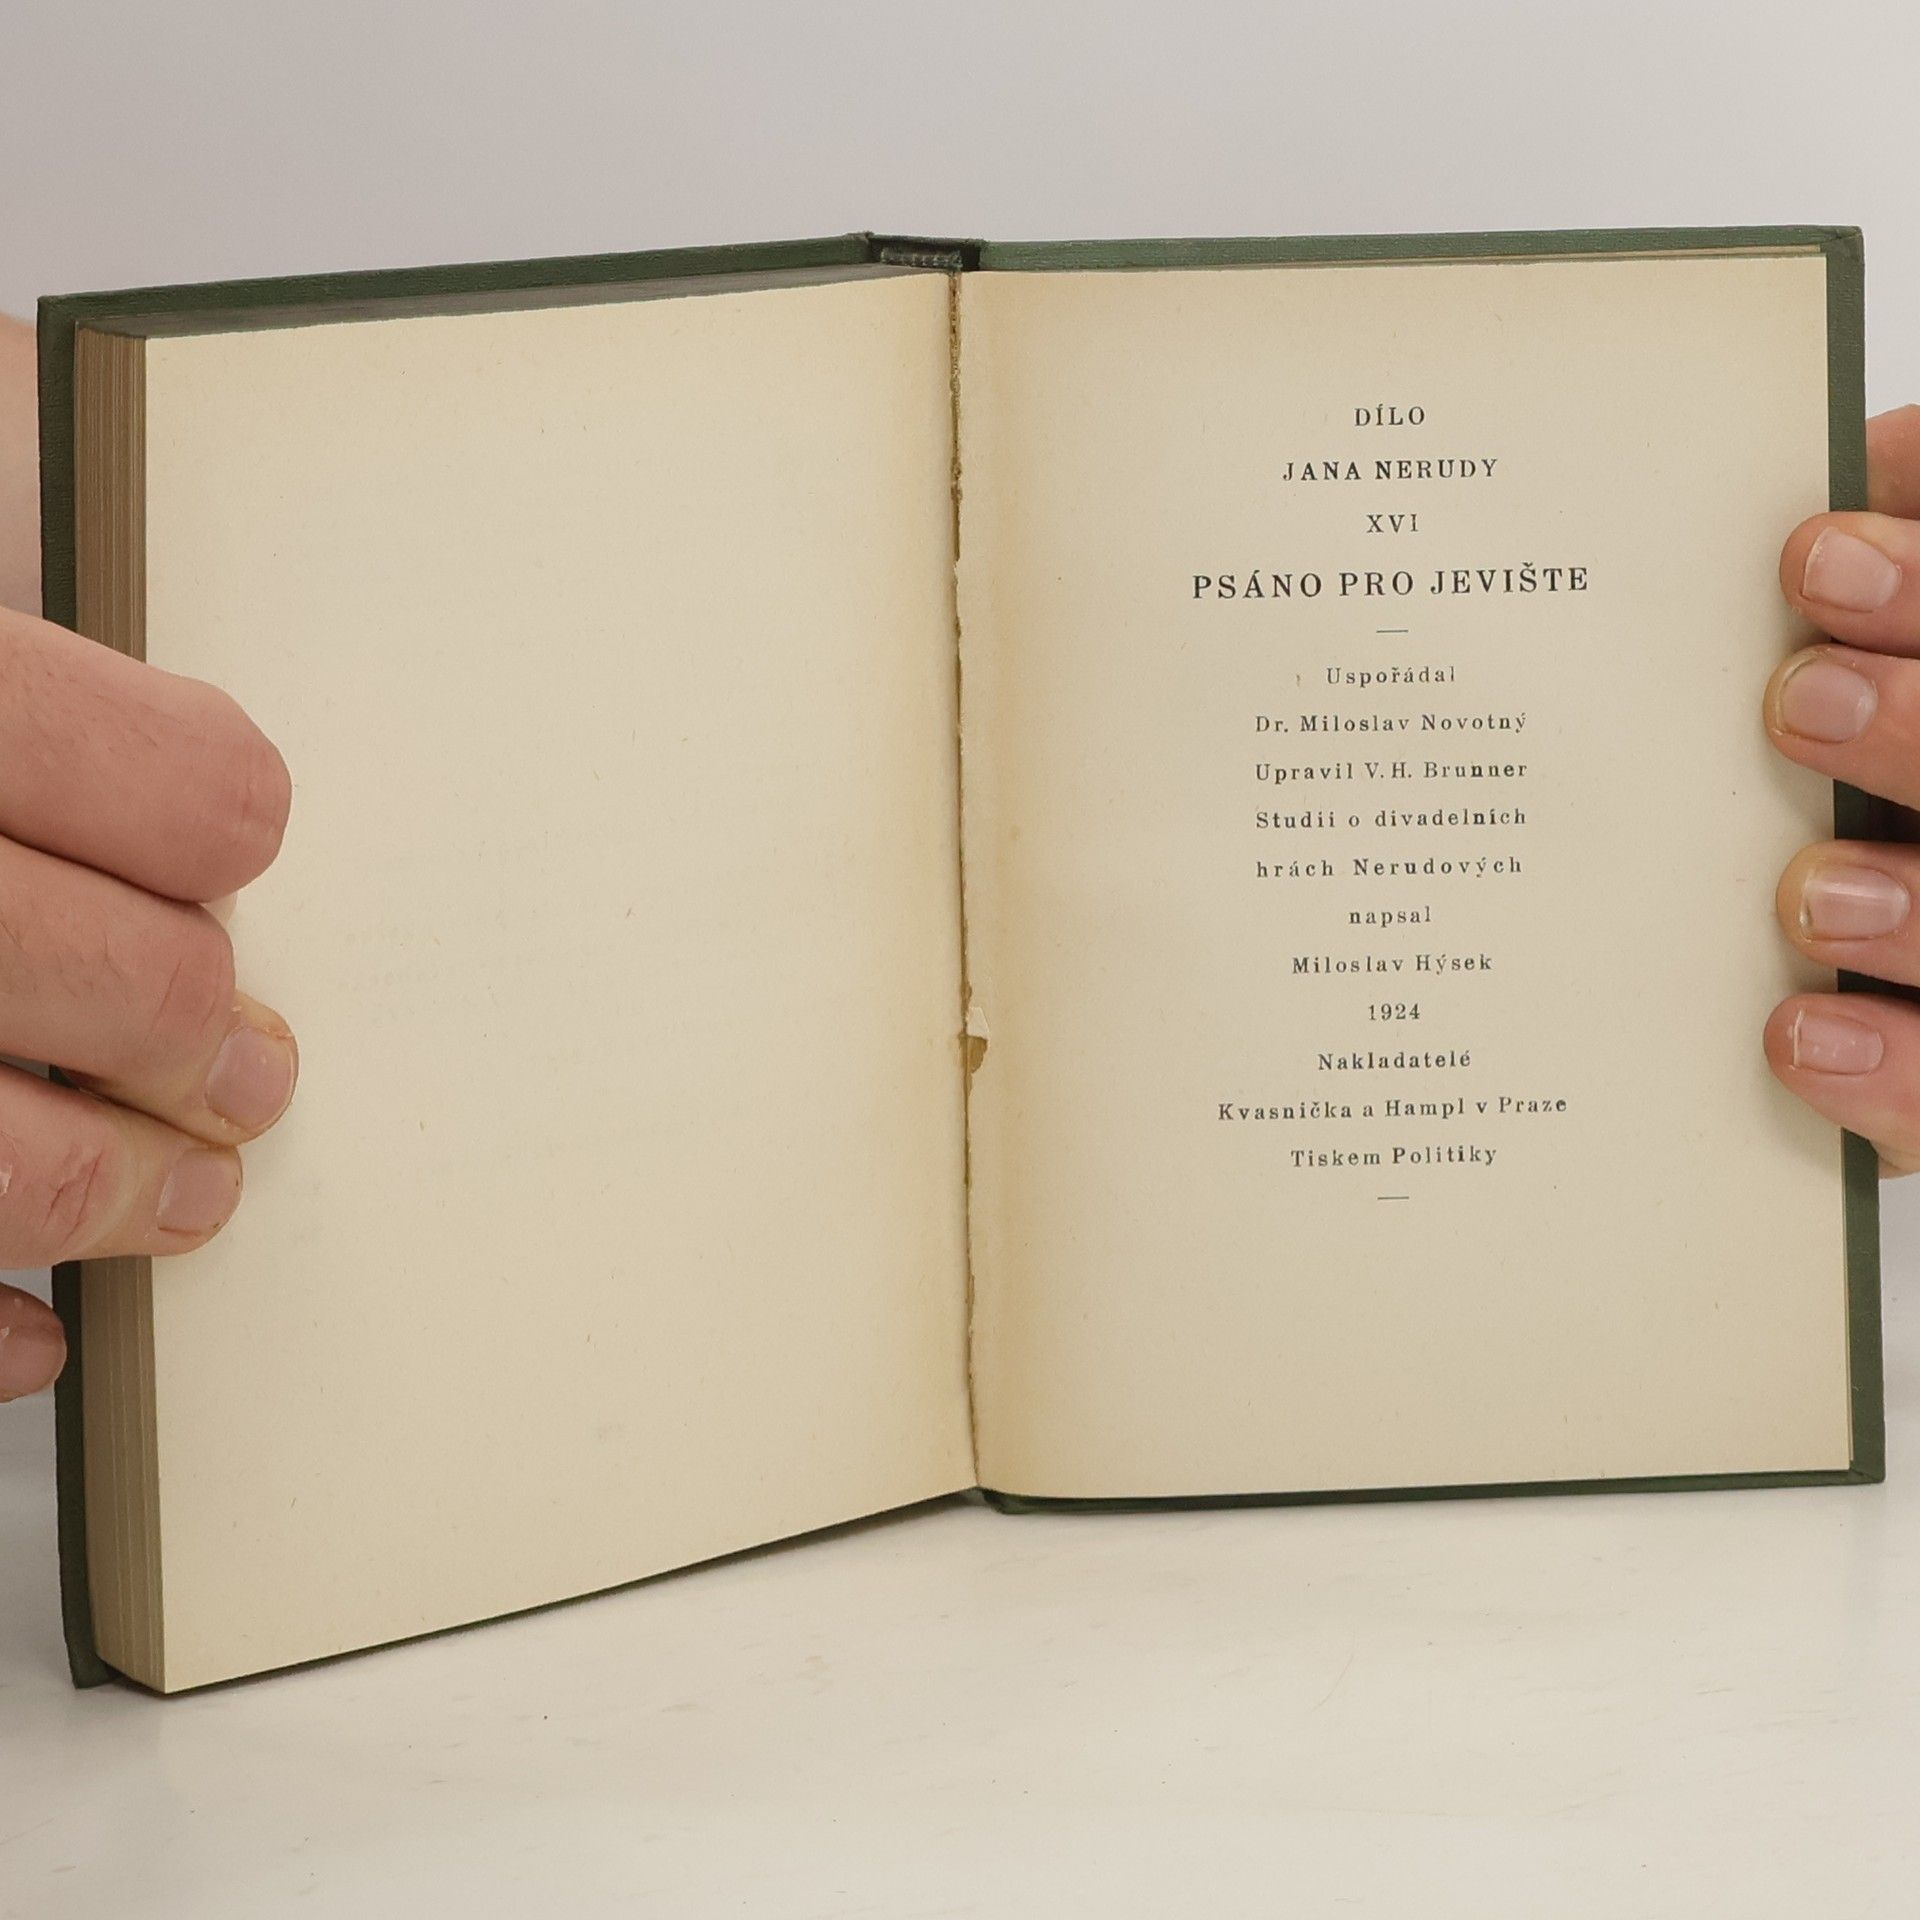 DÍLO
JANA NERUDY
XVI
PSÁNO PRO JEVIŠTE
Uspořádal
Dr. Miloslav Novotný
Upravil V. H. Brunner
Studii o divadelních
hrách Nerudových
napsal
Miloslav Hýsek
1924
Nakladatelé
Kvasnička a Hampl v Praze
Tiskem Politiky